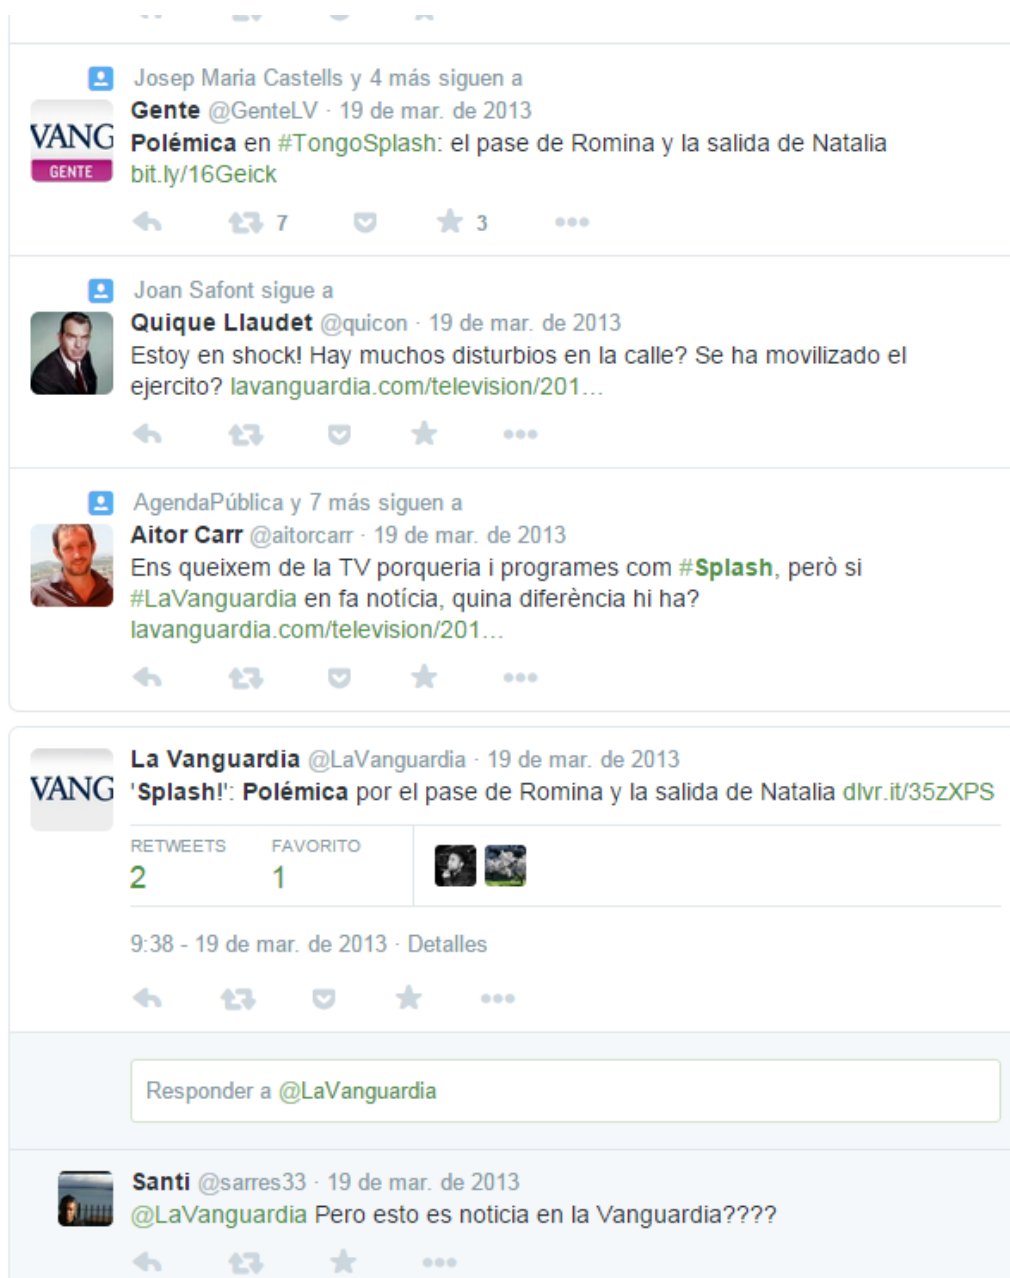 Josep Maria Castells y 4 más siguen a
Gente @GenteLV · 19 de mar. de 2013
VANG
GENTE
Polémica en #TongoSplash: el pase de Romina y la salida de Natalia
bit.ly/16Geick
7
3
Joan Safont sigue a
Quique Llaudet @quicon · 19 de mar. de 2013
Estoy en shock! Hay muchos disturbios en la calle? Se ha movilizado el
ejercito? lavanguardia.com/television/201...
AgendaPública y 7 más siguen a
Aitor Carr @aitorcarr · 19 de mar. de 2013
Ens queixem de la TV porqueria i programes com #Splash, però si
#LaVanguardia en fa notícia, quina diferència hi ha?
lavanguardia.com/television/201...
La Vanguardia @LaVanguardia · 19 de mar. de 2013
VANG
'Splash!': Polémica por el pase de Romina y la salida de Natalia dlvr.it/35zXPS
RETWEETS FAVORITO
2 1
9:38 - 19 de mar. de 2013 · Detalles
Responder a @LaVanguardia
Santi @sarres33 · 19 de mar. de 2013
@LaVanguardia Pero esto es noticia en la Vanguardia????